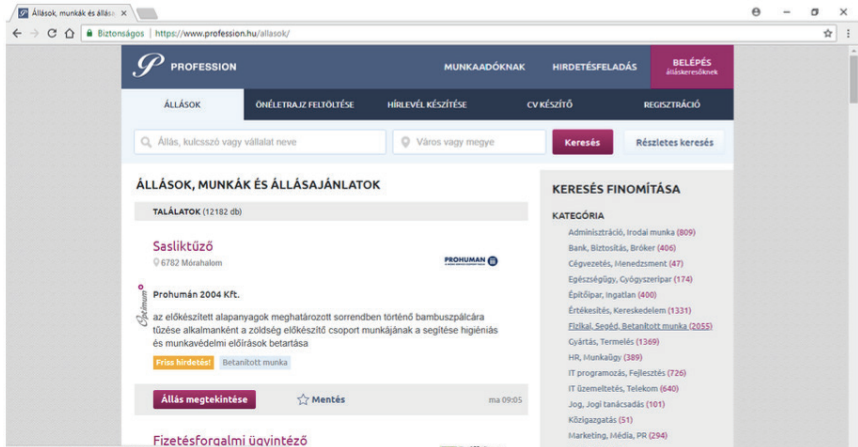 Állások, munkák és állás
Biztonságos | https://www.profession.hu/allasok/
P PROFESSION
MUNKAADÓKNAK
HIRDETÉSFELADÁS
BELÉPÉS
álláskeresőknek
ÁLLÁSOK
ÖNÉLETRAJZ FELTÖLTÉSE
HÍRLEVÉL KÉSZÍTÉSE
CV KÉSZÍTŐ
REGISZTRÁCIÓ
Állás, kulcsszó vagy vállalat neve
Város vagy megye
Keresés
Részletes keresés
ÁLLÁSOK, MUNKÁK ÉS ÁLLÁSAJÁNLATOK
TALÁLATOK (12182 db)
Sasliktűző
6782 Mórahalom
PROHUMAN
Optimum
Prohumán 2004 Kft.
az előkészített alapanyagok meghatározott sorrendben történő bambuszpálcára
tűzése alkalmanként a zöldség előkészítő csoport munkájának a segítése higiéniás
és munkavédelmi előírások betartása
Friss hirdetés!
Betanított munka
Állás megtekintése
Mentés
ma 09:05
Fizetésforgalmi ügyintéző
KERESÉS FINOMÍTÁSA
KATEGÓRIA
Adminisztráció, Irodai munka (809)
Bank, Biztosítás, Bróker (406)
Cégvezetés, Menedzsment (47)
Egészségügy, Gyógyszeripar (174)
Építőipar, Ingatlan (400)
Értékesítés, Kereskedelem (1331)
Fizikai, Segéd, Betanított munka (2055)
Gyártás, Termelés (1369)
HR, Munkaügy (389)
IT programozás, Fejlesztés (726)
IT üzemeltetés, Telekom (640)
Jog, Jogi tanácsadás (101)
Közigazgatás (51)
Marketing, Média, PR (294)